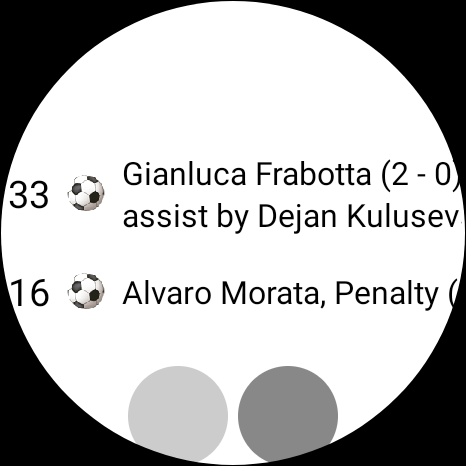 33 Gianluca Frabotta (2 - 0)
assist by Dejan Kulusev
16 Alvaro Morata, Penalty (